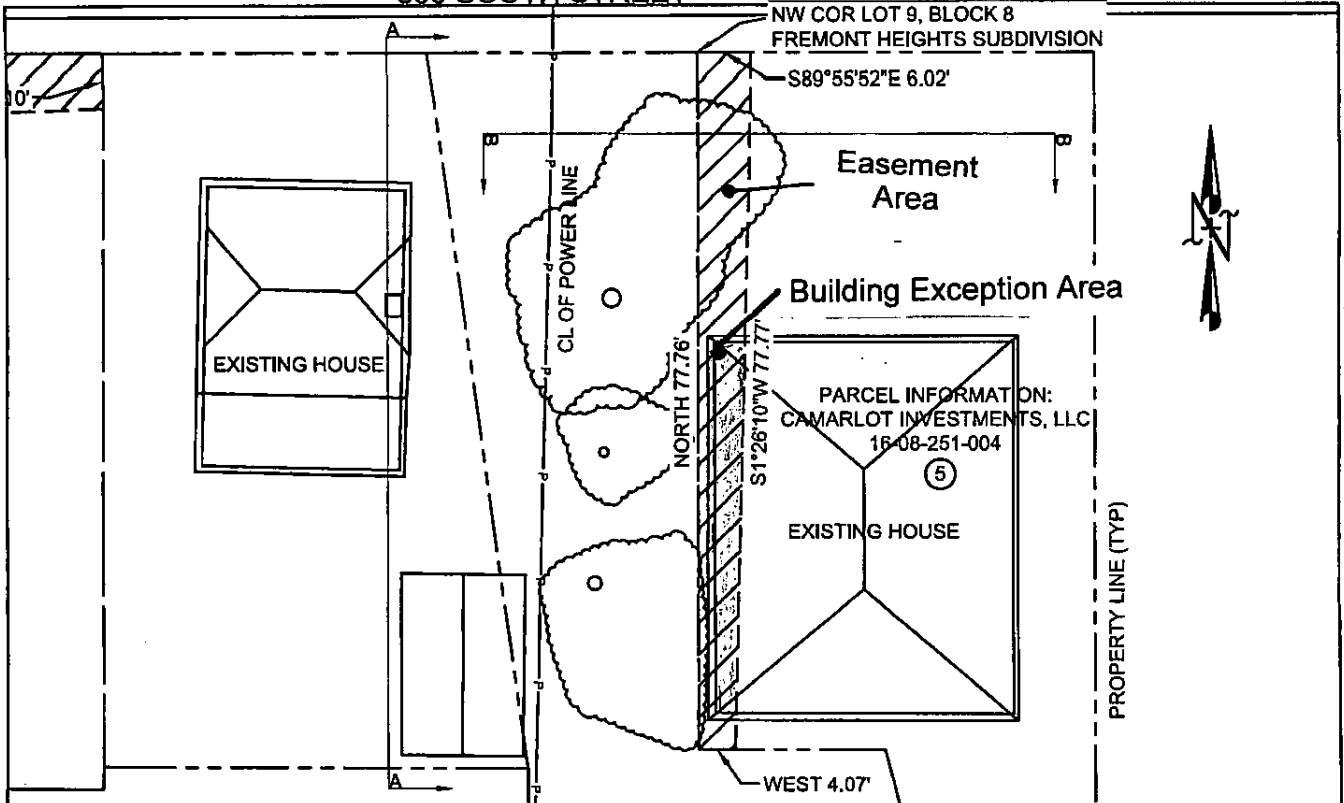 A
NW COR LOT 9, BLOCK 8
FREMONT HEIGHTS SUBDIVISION
S89°55'52"E 6.02'
10'
P
B
B
Easement
Area
P
CL OF POWER LINE
N
P
Building Exception Area
P
EXISTING HOUSE
NORTH 77.76'
S1°26'10"W 77.77'
PARCEL INFORMATION:
CAMARLOT INVESTMENTS, LLC
16-08-251-004
5
P
EXISTING HOUSE
PROPERTY LINE (TYP)
P
P
A
P
WEST 4.07'